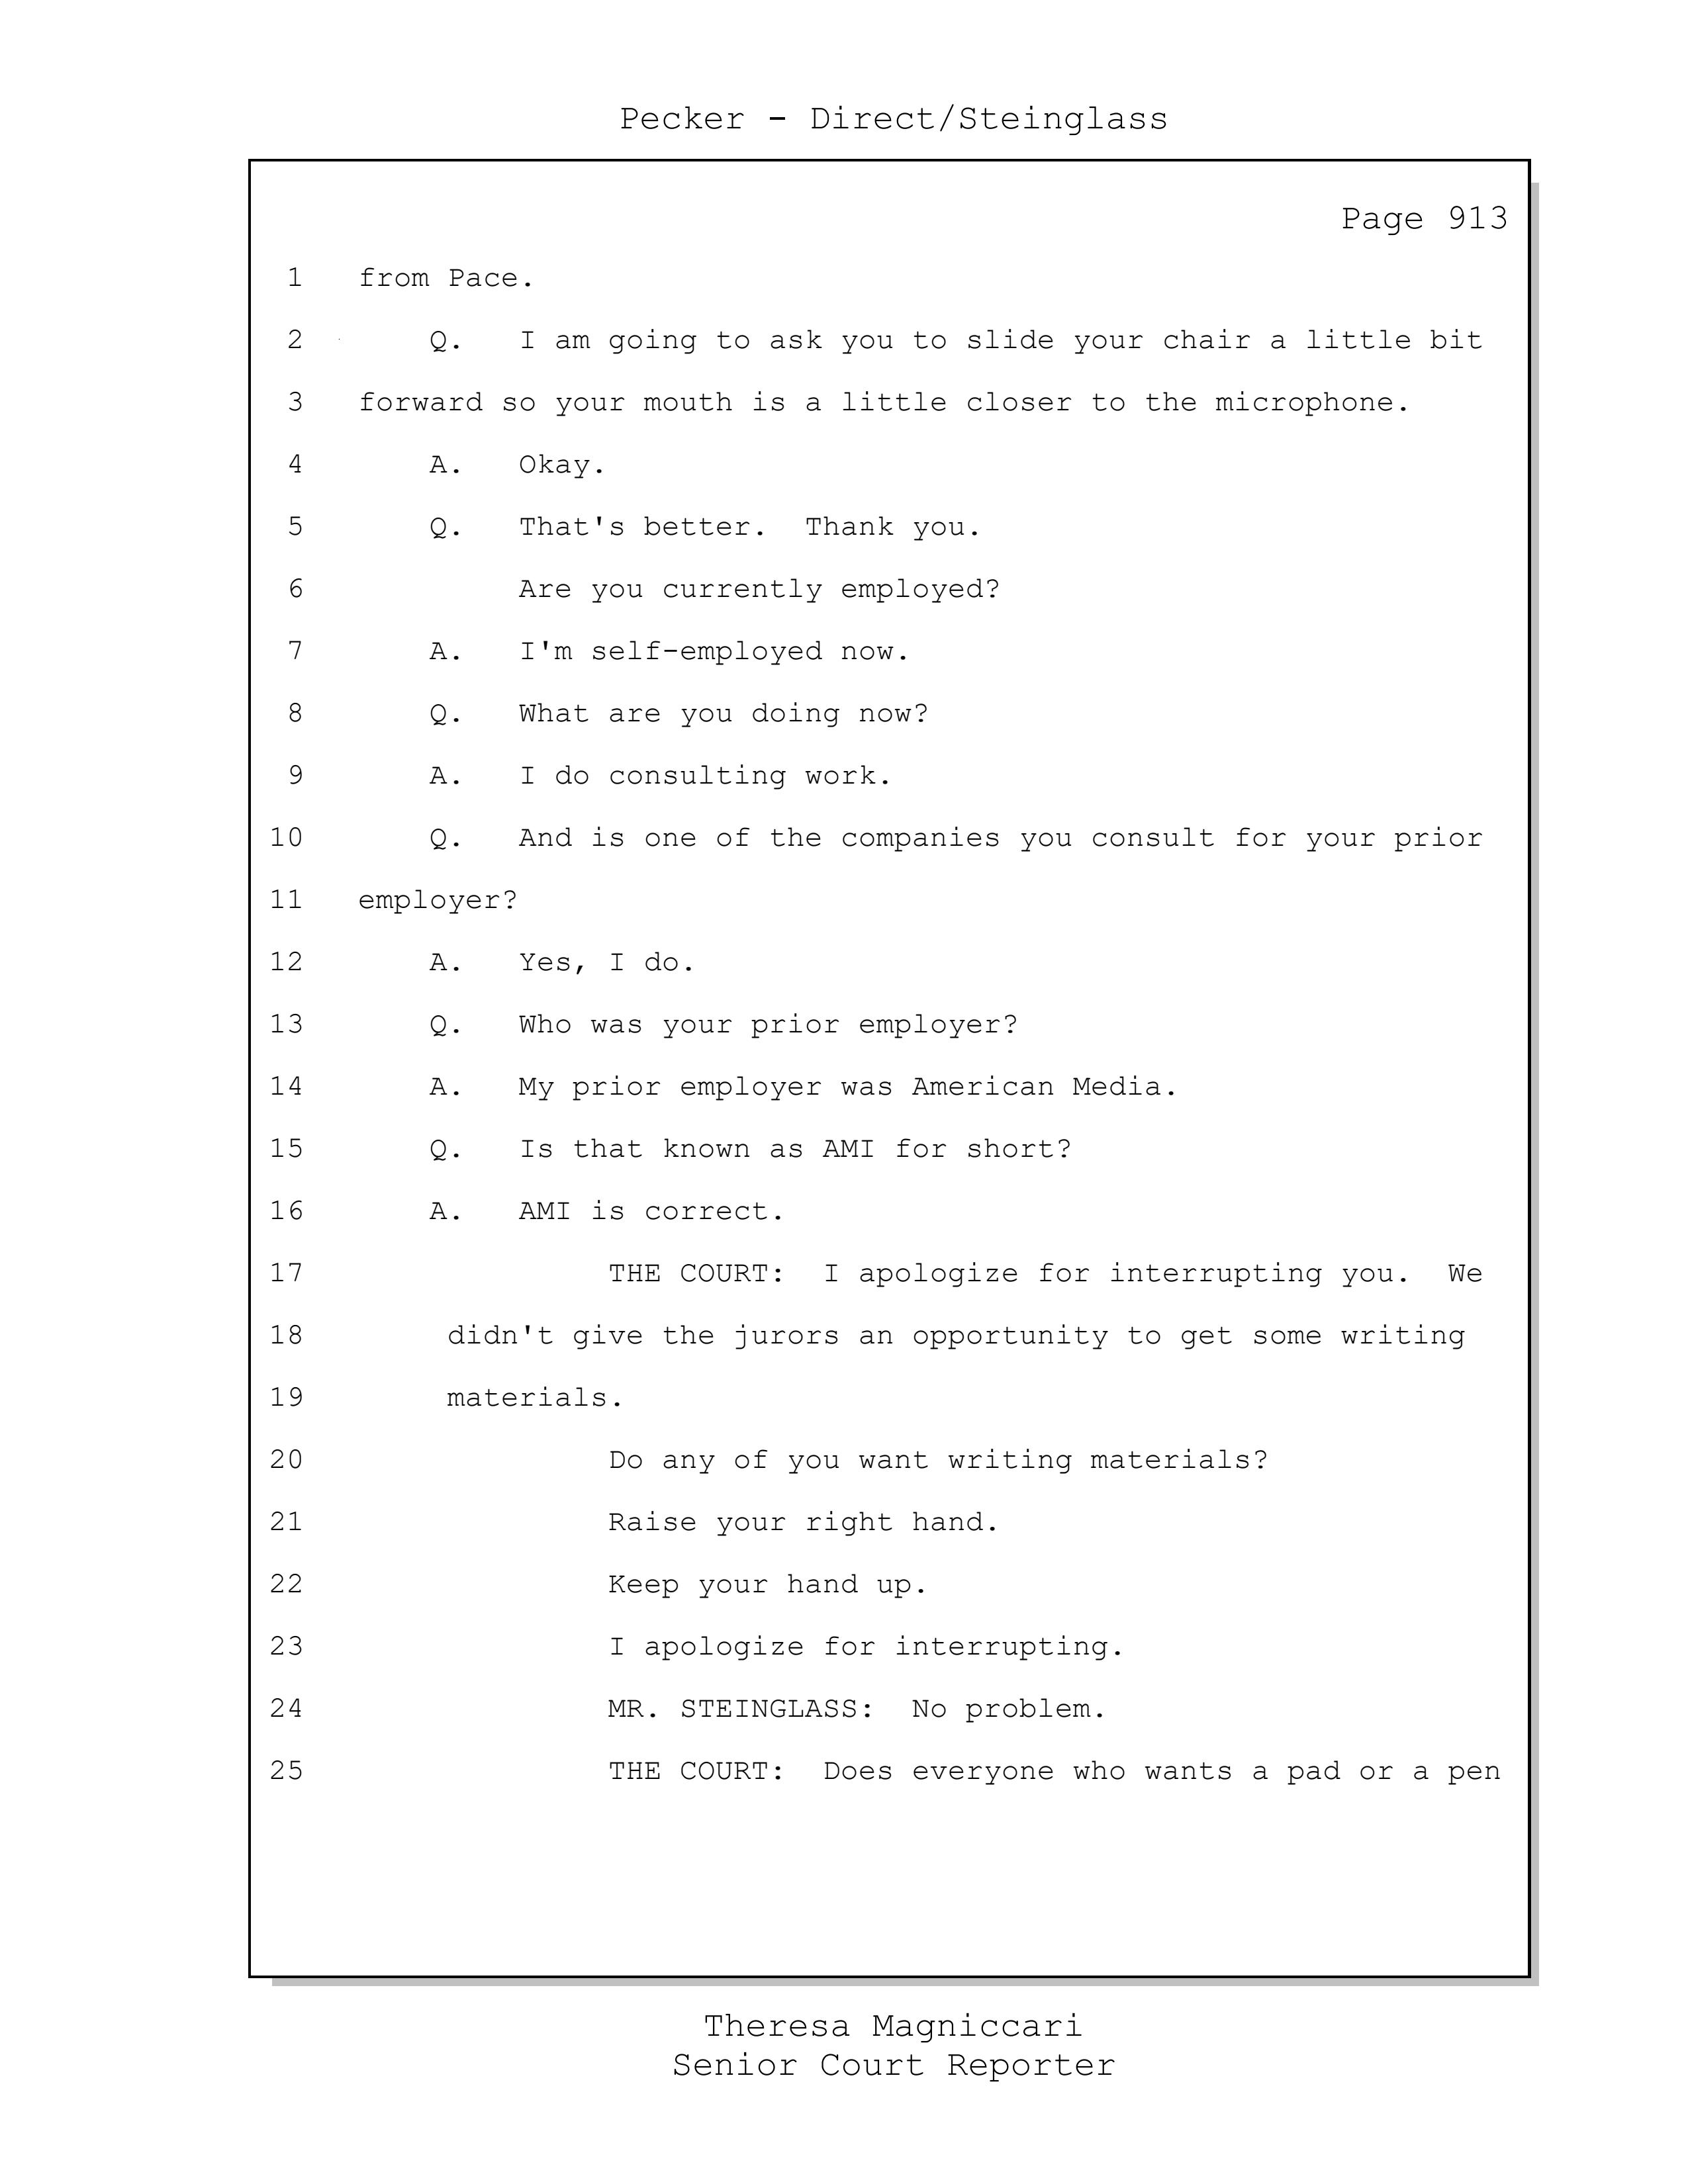 Pecker - Direct/Steinglass
Page 913
1 from Pace.
2 Q. I am going to ask you to slide your chair a little bit
3 forward so your mouth is a little closer to the microphone.
4 A. Okay.
5 Q. That's better. Thank you.
6 Are you currently employed?
7 A. I'm self-employed now.
8 Q. What are you doing now?
9 A. I do consulting work.
10 Q. And is one of the companies you consult for your prior
11 employer?
12 A. Yes, I do.
13 Q. Who was your prior employer?
14 A. My prior employer was American Media.
15 Q. Is that known as AMI for short?
16 A. AMI is correct.
17 THE COURT: I apologize for interrupting you. We
18 didn't give the jurors an opportunity to get some writing
19 materials.
20 Do any of you want writing materials?
21 Raise your right hand.
22 Keep your hand up.
23 I apologize for interrupting.
24 MR. STEINGLASS: No problem.
25 THE COURT: Does everyone who wants a pad or a pen
Theresa Magniccari
Senior Court Reporter